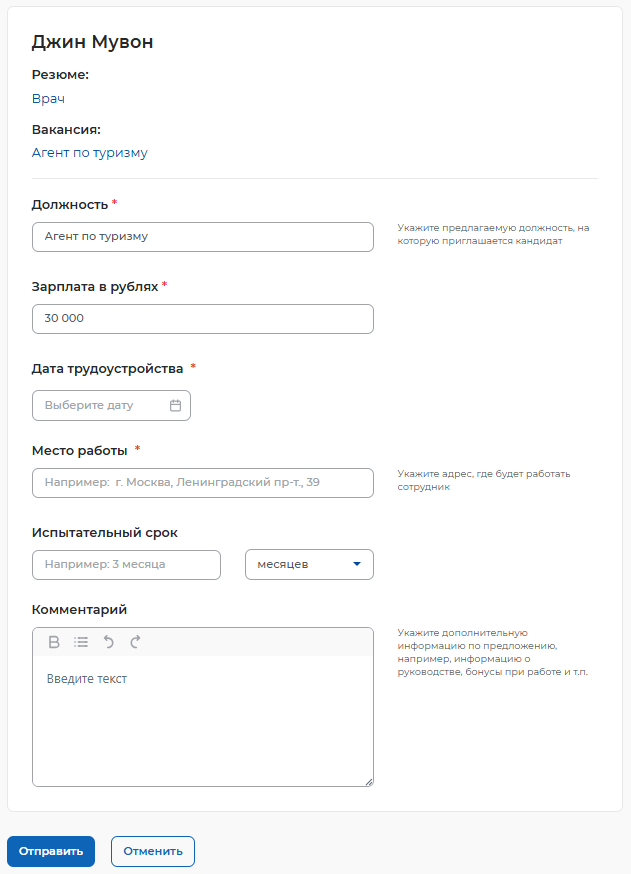 Джин Мувон
Резюме:
Врач
Вакансия:
Агент по туризму
Должность *
Агент по туризму
Укажите предлагаемую должность, на
которую приглашается кандидат
Зарплата в рублях *
30 000
Дата трудоустройства *
Выберите дату
Место работы *
Например: г. Москва, Ленинградский пр-т., 39
Укажите адрес, где будет работать
сотрудник
Испытательный срок
Например: 3 месяца
месяцев
Комментарий
B
Введите текст
Укажите дополнительную
информацию по предложению,
например, информацию о
руководстве, бонусы при работе и т.п.
Отправить
Отменить